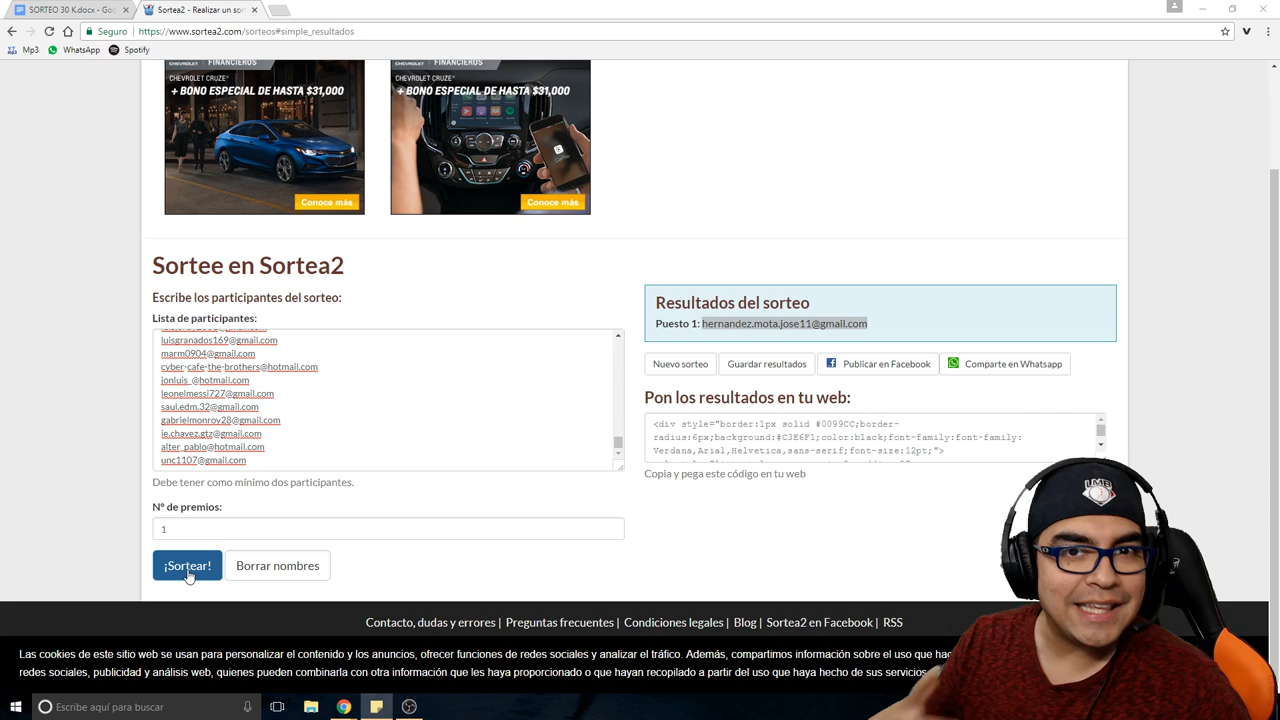 SORTEO 30 K.docx - Goo
Sortea2 - Realizar un sor
Seguro
https://www.sortea2.com/sorteos#simple_resultados
Mp3
WhatsApp
Spotify
CHEVROLET
FINANCIEROS
CHEVROLET
FINANCIEROS
CHEVROLET CRUZE®
+ BONO ESPECIAL DE HASTA $31,000
CHEVROLET CRUZE®
+ BONO ESPECIAL DE HASTA $31,000
Conoce más
Conoce más
Sortee en Sortea2
Escribe los participantes del sorteo:
Lista de participantes:
luisgranados169@gmail.com
marm0904@gmail.com
cyber-cafe-the-brothers@hotmail.com
jonluis_@hotmail.com
leonelmessi727@gmail.com
saul.edm.32@gmail.com
gabrielmonroy28@gmail.com
ie.chavez.gtz@gmail.com
alter_pablo@hotmail.com
unc1107@gmail.com
Debe tener como mínimo dos participantes.
Nº de premios:
1
¡Sortear!
Borrar nombres
Resultados del sorteo
Puesto 1: hernandez.mota.jose11@gmail.com
Nuevo sorteo
Guardar resultados
Publicar en Facebook
Comparte en Whatsapp
Pon los resultados en tu web:
<div style="border:1px solid #0099CC;border-
radius:6px;background:#C3E6F1;color:black;font-family:font-family:
Verdana,Arial,Helvetica,sans-serif;font-size:12pt;">
Copia y pega este código en tu web
LMB
Contacto, dudas y errores | Preguntas frecuentes | Condiciones legales | Blog | Sortea2 en Facebook | RSS
Las cookies de este sitio web se usan para personalizar el contenido y los anuncios, ofrecer funciones de redes sociales y analizar el tráfico. Además, compartimos información sobre el uso que ha
redes sociales, publicidad y análisis web, quienes pueden combinarla con otra información que les haya proporcionado o que hayan recopilado a partir del uso que haya hecho de sus servicios
Escribe aquí para buscar